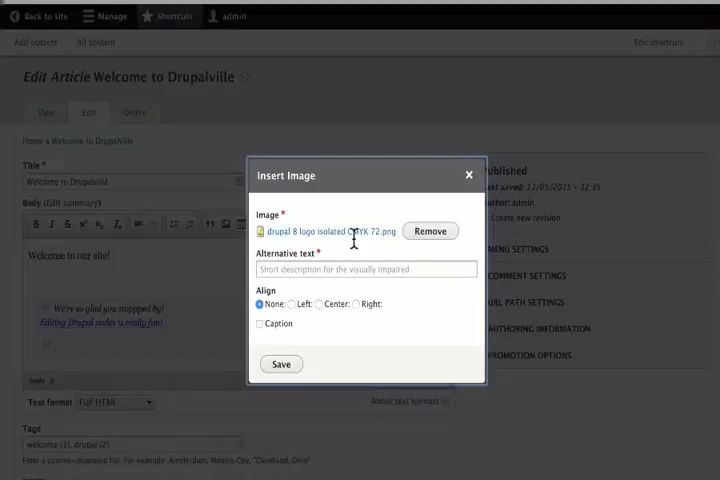 Back to site Manage Shortcuts admin
Add content All content Edit shortcuts
Edit Article Welcome to Drupalville
View Edit Delete
Home » Welcome to Drupalville
Title *
Welcome to Drupalville
Body (Edit summary)
B I S x² x₂ Ix
Welcome to our site!
We're so glad you stoppped by!
Editing Drupal nodes is really fun!
body
Text format Full HTML About text formats
Tags
welcome (1), drupal (2)
Enter a comma-separated list. For example: Amsterdam, Mexico City, "Cleveland, Ohio"
Insert Image x
Image *
drupal 8 logo isolated CMYK 72.png Remove
Alternative text *
Short description for the visually impaired
Align
None: Left: Center: Right:
Caption
Save
Published
Last saved: 11/05/2015 - 12:35
Author: admin
Create new revision
MENU SETTINGS
COMMENT SETTINGS
URL PATH SETTINGS
AUTHORING INFORMATION
PROMOTION OPTIONS